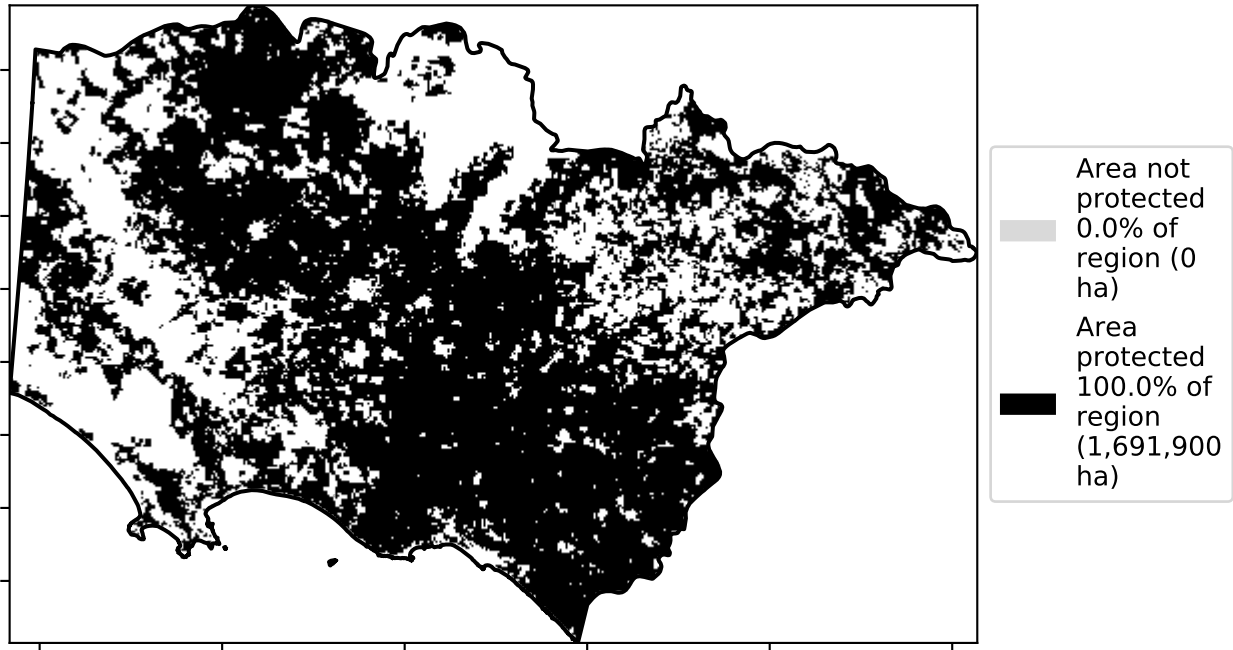 Area not
protected
0.0% of
region (0
ha)
Area
protected
100.0% of
region
(1,691,900
ha)